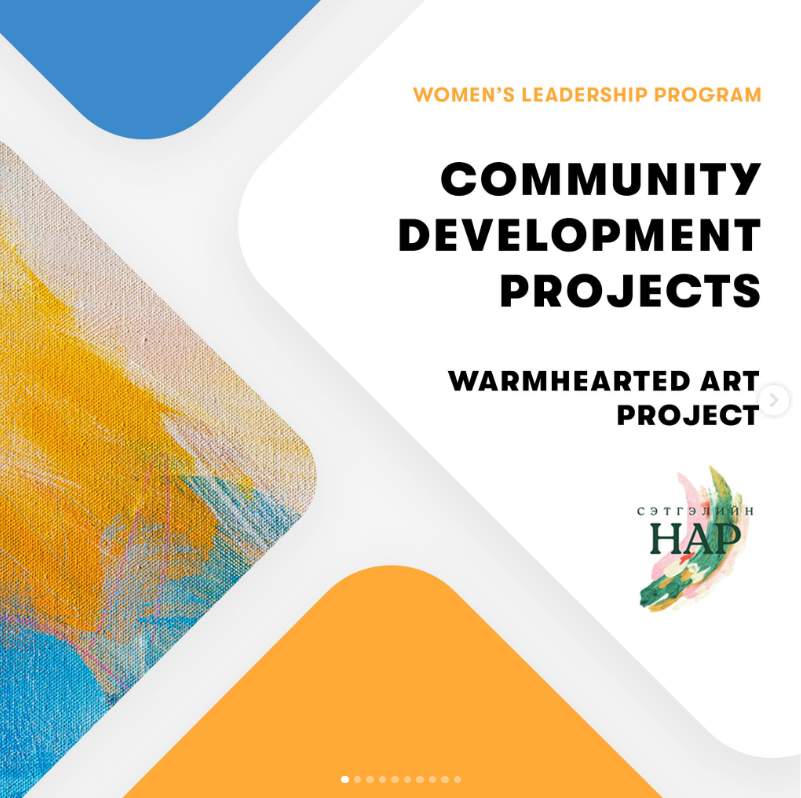 WOMEN’S LEADERSHIP PROGRAM
COMMUNITY
DEVELOPMENT
PROJECTS
WARMHEARTED ART
PROJECT
СЭТГЭЛИЙН
НАР